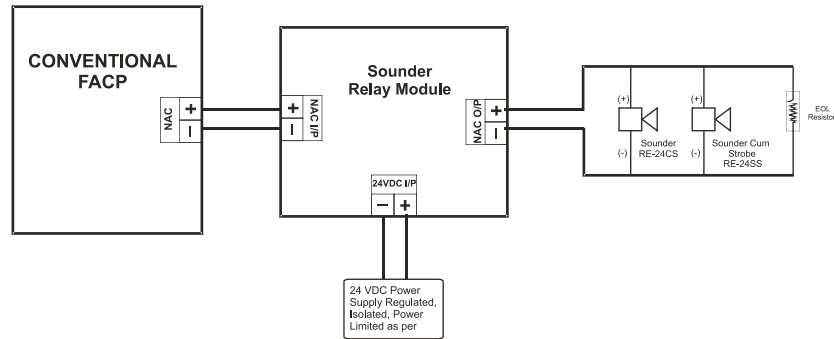 CONVENTIONAL
FACP
NAC
+
−
Sounder
Relay Module
NAC I/P
+
−
NAC O/P
+
−
24VDC I/P
− +
24 VDC Power
Supply Regulated,
Isolated, Power
Limited as per
(+)
(-)
Sounder
RE-24CS
(+)
(-)
Sounder Cum
Strobe
RE-24SS
EOL
Resistor